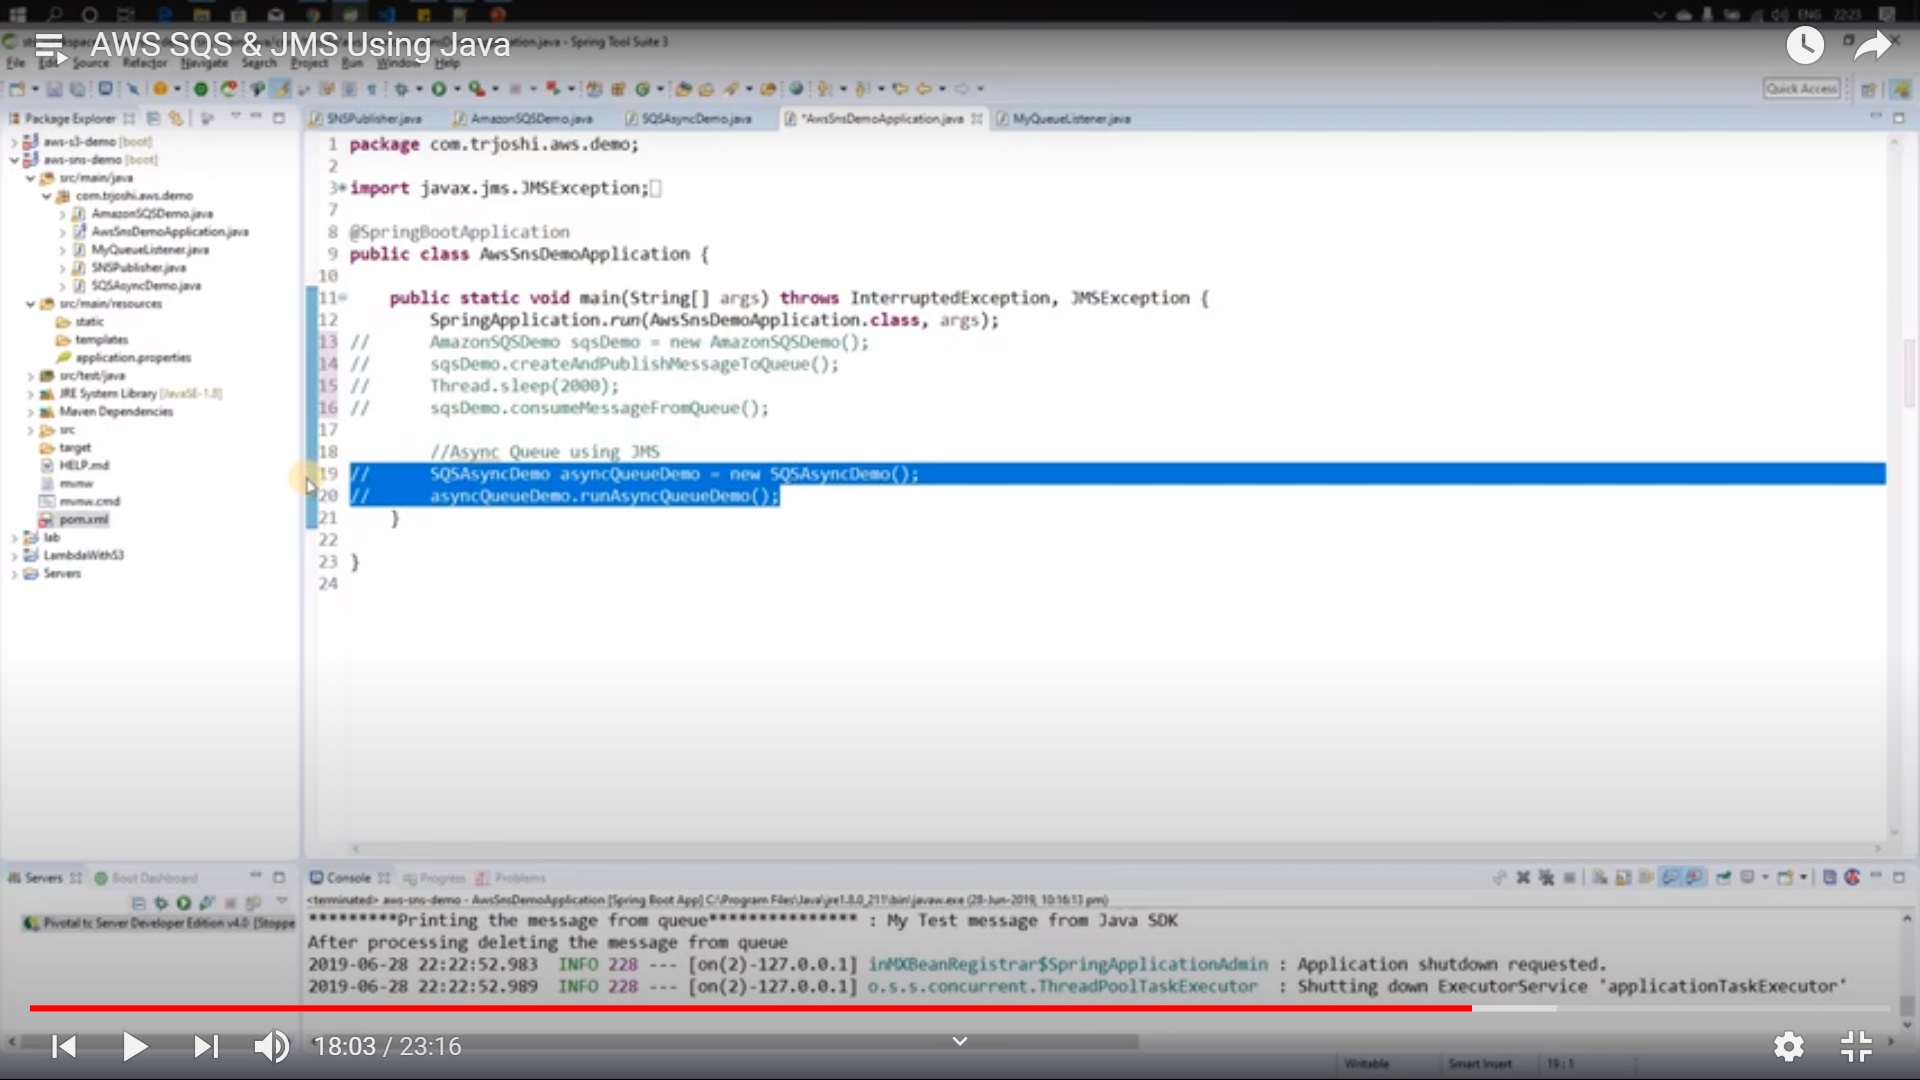 ENG 22:23
AWS SQS & JMS Using Java
ion.java - Spring Tool Suite 3
File Edit Source Refactor Navigate Search Project Run Window Help
Quick Access
Package Explorer
SNSPublisher.java AmazonSQSDemo.java SQSAsyncDemo.java *AwsSnsDemoApplication.java MyQueueListener.java
aws-s3-demo [boot]
aws-sns-demo [boot]
src/main/java
com.trjoshi.aws.demo
AmazonSQSDemo.java
AwsSnsDemoApplication.java
MyQueueListener.java
SNSPublisher.java
SQSAsyncDemo.java
src/main/resources
static
templates
application.properties
src/test/java
JRE System Library [JavaSE-1.8]
Maven Dependencies
src
target
HELP.md
mvnw
mvnw.cmd
pom.xml
lab
LambdaWithS3
Servers
1 package com.trjoshi.aws.demo;
2
3 import javax.jms.JMSException;
7
8 @SpringBootApplication
9 public class AwsSnsDemoApplication {
10
11 public static void main(String[] args) throws InterruptedException, JMSException {
12 SpringApplication.run(AwsSnsDemoApplication.class, args);
13 // AmazonSQSDemo sqsDemo = new AmazonSQSDemo();
14 // sqsDemo.createAndPublishMessageToQueue();
15 // Thread.sleep(2000);
16 // sqsDemo.consumeMessageFromQueue();
17
18 //Async Queue using JMS
19 // SQSAsyncDemo asyncQueueDemo = new SQSAsyncDemo();
20 // asyncQueueDemo.runAsyncQueueDemo();
21 }
22
23 }
24
Servers Boot Dashboard
Pivotal tc Server Developer Edition v4.0 [Stoppe
Console Progress Problems
<terminated> aws-sns-demo - AwsSnsDemoApplication [Spring Boot App] C:\Program Files\Java\jre1.8.0_211\bin\javaw.exe (28-Jun-2019, 10:16:13 pm)
*********Printing the message from queue*************** : My Test message from Java SDK
After processing deleting the message from queue
2019-06-28 22:22:52.983 INFO 228 --- [on(2)-127.0.0.1] inMXBeanRegistrar$SpringApplicationAdmin : Application shutdown requested.
2019-06-28 22:22:52.989 INFO 228 --- [on(2)-127.0.0.1] o.s.s.concurrent.ThreadPoolTaskExecutor : Shutting down ExecutorService 'applicationTaskExecutor'
18:03 / 23:16
Writable Smart Insert 19:1